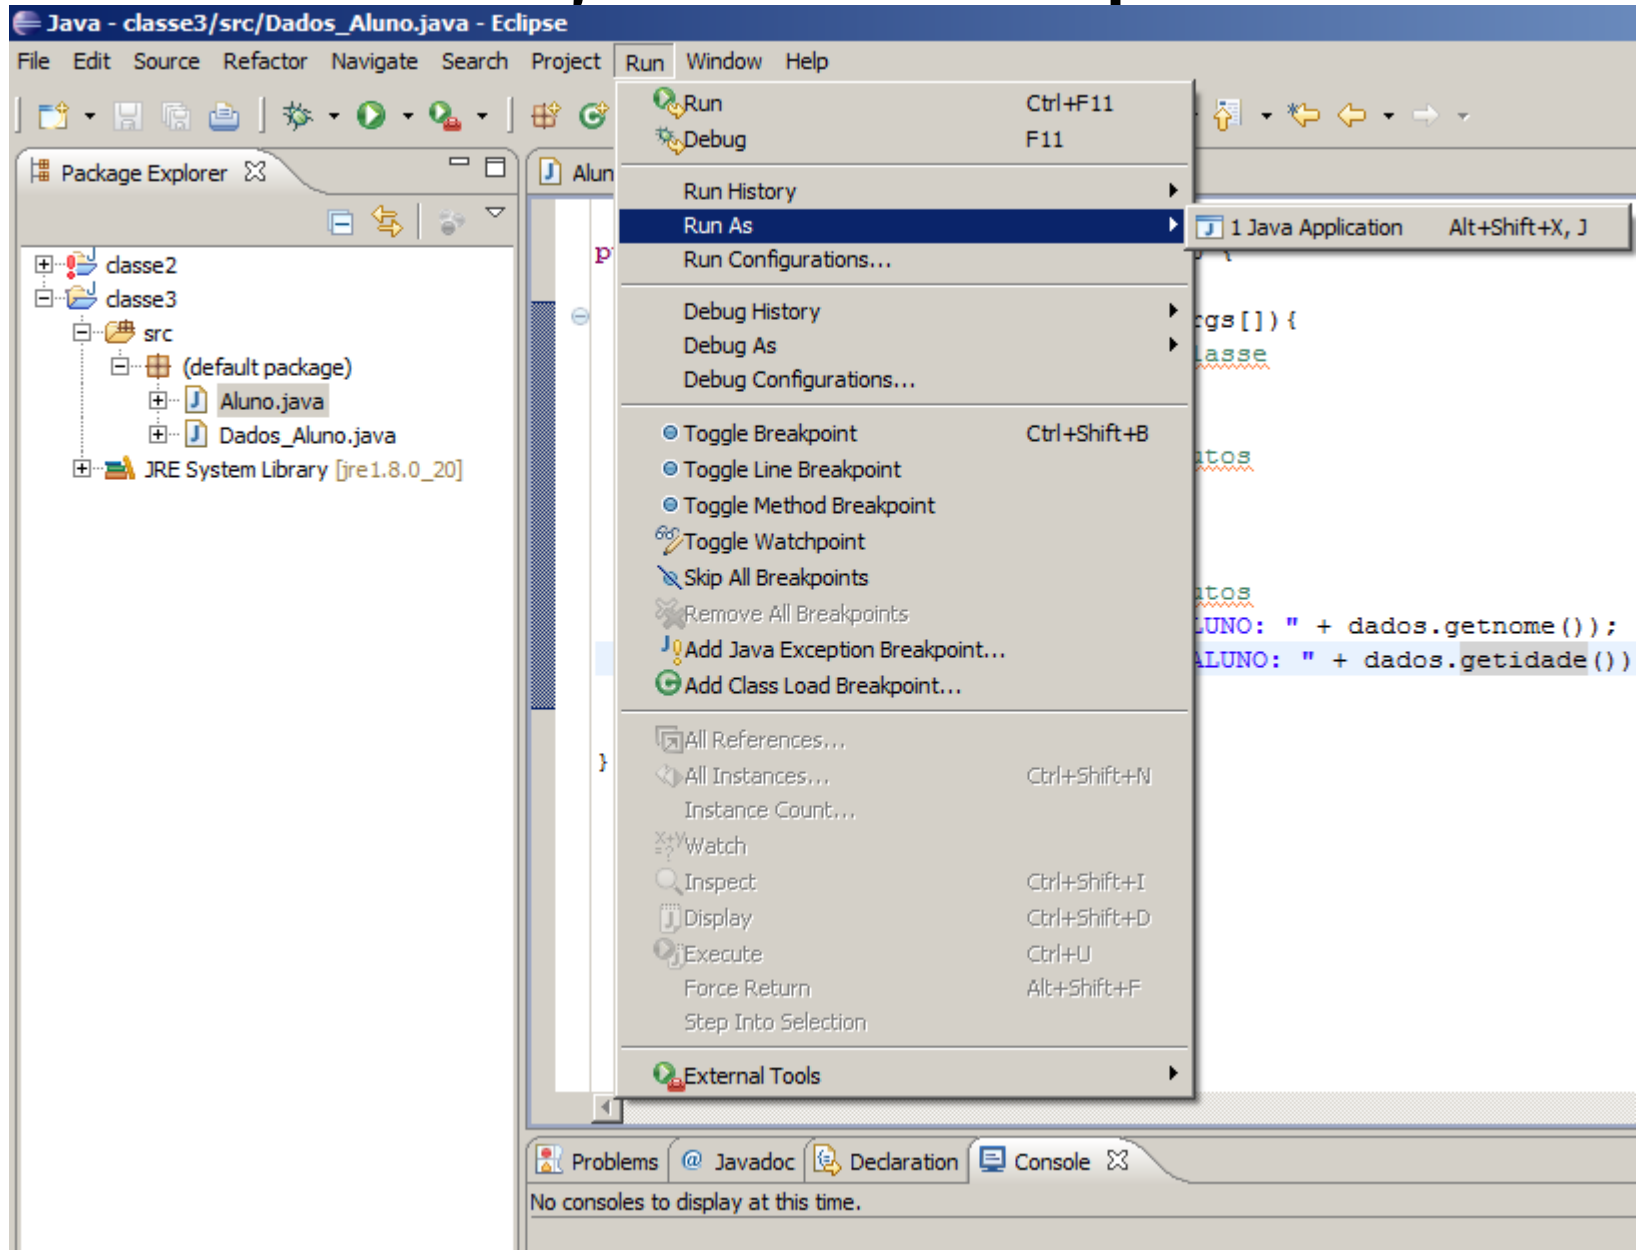 Java - classe3/src/Dados_Aluno.java - Eclipse
File Edit Source Refactor Navigate Search Project Run Window Help
Package Explorer
classe2
classe3
src
(default package)
Aluno.java
Dados_Aluno.java
JRE System Library [jre1.8.0_20]
Alun
Run Ctrl+F11
Debug F11
Run History
Run As
1 Java Application Alt+Shift+X, J
Run Configurations...
Debug History
Debug As
Debug Configurations...
Toggle Breakpoint Ctrl+Shift+B
Toggle Line Breakpoint
Toggle Method Breakpoint
Toggle Watchpoint
Skip All Breakpoints
Remove All Breakpoints
Add Java Exception Breakpoint...
Add Class Load Breakpoint...
All References...
All Instances... Ctrl+Shift+N
Instance Count...
Watch
Inspect Ctrl+Shift+I
Display Ctrl+Shift+D
Execute Ctrl+U
Force Return Alt+Shift+F
Step Into Selection
External Tools
p
{
rgs[]){
lasse
utos
utos
LUNO: " + dados.getnome());
ALUNO: " + dados.getidade())
}
Problems Javadoc Declaration Console
No consoles to display at this time.